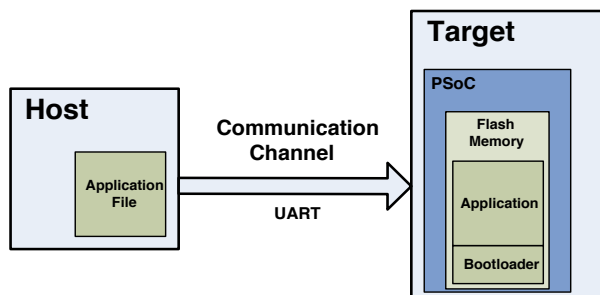 Host
Application
File
Communication
Channel
UART
Target
PSoC
Flash
Memory
Application
Bootloader